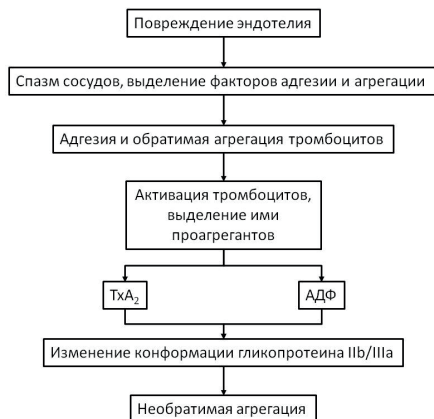 Повреждение эндотелия
Спазм сосудов, выделение факторов адгезии и агрегации
Адгезия и обратимая агрегация тромбоцитов
Активация тромбоцитов,
выделение ими
проагрегантов
TxA₂
АДФ
Изменение конформации гликопротеина IIb/IIIa
Необратимая агрегация